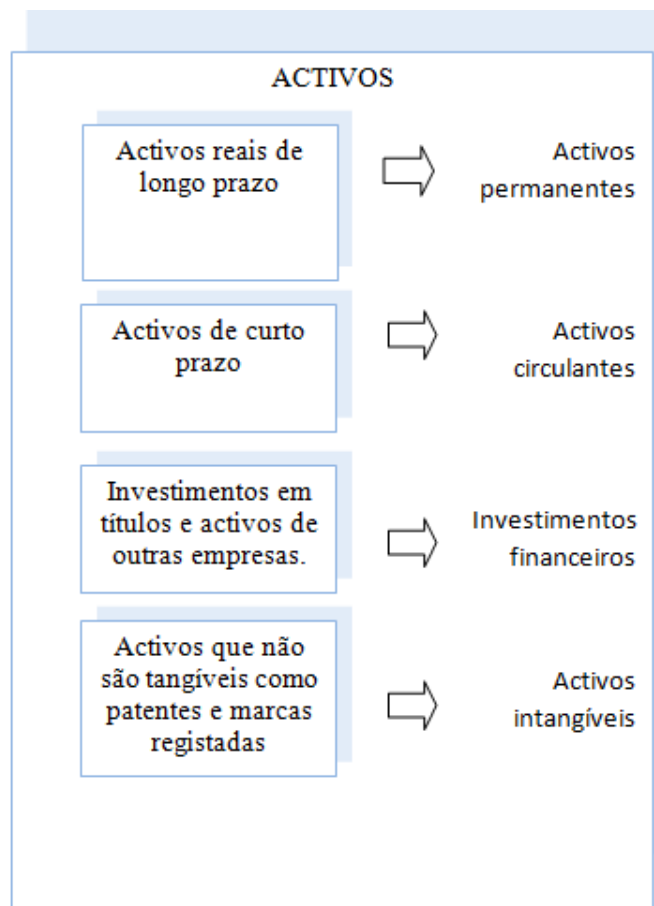 ACTIVOS
Activos reais de
longo prazo
Activos
permanentes
Activos de curto
prazo
Activos
circulantes
Investimentos em
títulos e activos de
outras empresas.
Investimentos
financeiros
Activos que não
são tangíveis como
patentes e marcas
registadas
Activos
intangíveis